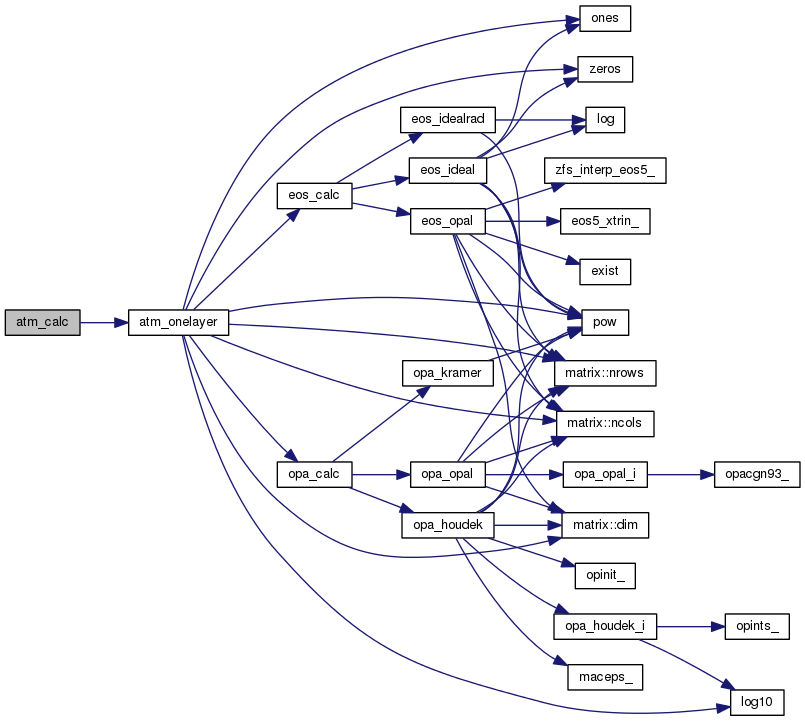 ones
zeros
eos_idealrad
log
eos_ideal
zfs_interp_eos5_
eos_calc
eos_opal
eos5_xtrin_
exist
atm_calc
atm_onelayer
pow
opa_kramer
matrix::nrows
matrix::ncols
opa_calc
opa_opal
opa_opal_i
opacgn93_
opa_houdek
matrix::dim
opinit_
opa_houdek_i
opints_
maceps_
log10